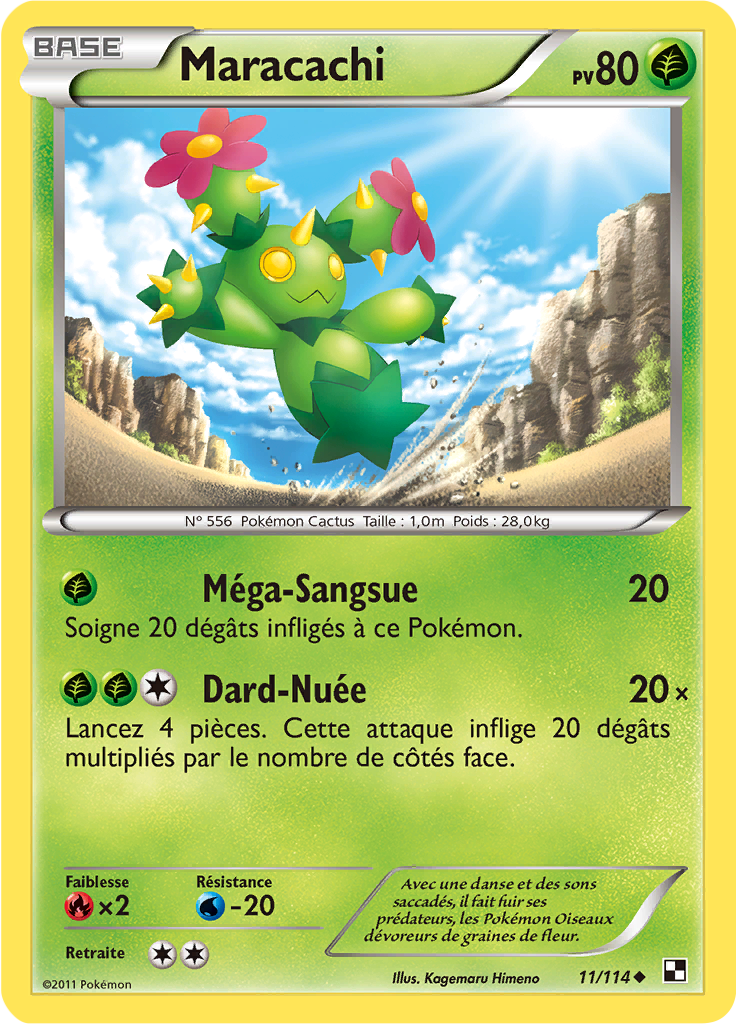 BASE
Maracachi
PV80
N° 556 Pokémon Cactus Taille : 1,0m Poids : 28,0kg
Méga-Sangsue 20
Soigne 20 dégâts infligés à ce Pokémon.
Dard-Nuée 20×
Lancez 4 pièces. Cette attaque inflige 20 dégâts
multipliés par le nombre de côtés face.
Faiblesse
×2
Résistance
-20
Retraite
Avec une danse et des sons
saccadés, il fait fuir ses
prédateurs, les Pokémon Oiseaux
dévoreurs de graines de fleur.
©2011 Pokémon
Illus. Kagemaru Himeno
11/114